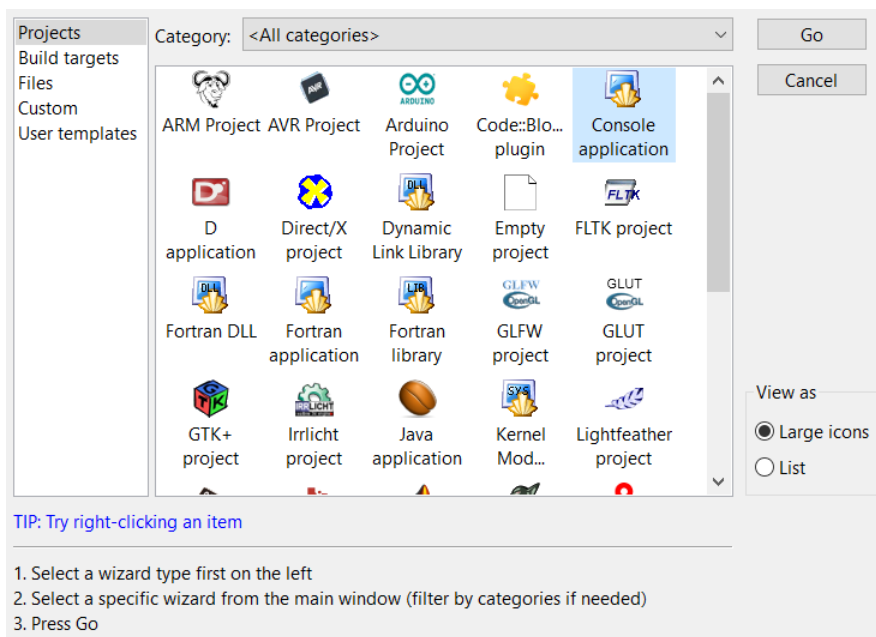 Projects
Build targets
Files
Custom
User templates
Category: <All categories>
Go
Cancel
ARM Project AVR Project Arduino Project Code::Blo... plugin Console application
AVR
ARDUINO
D application Direct/X project Dynamic Link Library Empty project FLTK project
D
DLL
FLTK
Fortran DLL Fortran application Fortran library GLFW project GLUT project
DLL
LIB
GLFW
OpenGL
GLUT
OpenGL
GTK+ project Irrlicht project Java application Kernel Mod... Lightfeather project
GTK
IRRLICHT
SYS
View as
Large icons
List
TIP: Try right-clicking an item
1. Select a wizard type first on the left
2. Select a specific wizard from the main window (filter by categories if needed)
3. Press Go